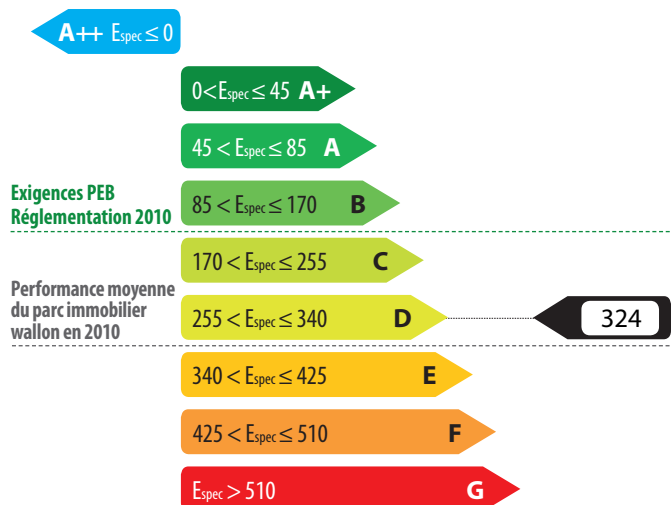 A++ Espec ≤ 0
0 < Espec ≤ 45 A+
45 < Espec ≤ 85 A
Exigences PEB
Réglementation 2010
85 < Espec ≤ 170 B
170 < Espec ≤ 255 C
Performance moyenne
du parc immobilier
wallon en 2010
255 < Espec ≤ 340 D
324
340 < Espec ≤ 425 E
425 < Espec ≤ 510 F
Espec > 510 G